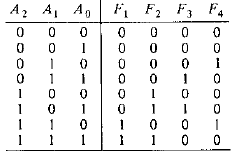 A₂ A₁ A₀ F₁ F₂ F₃ F₄
0 0 0 0 0 0 0
0 0 1 0 0 0 0
0 1 0 0 0 0 1
0 1 1 0 0 1 0
1 0 0 0 1 0 0
1 0 1 0 1 1 0
1 1 0 1 0 0 1
1 1 1 1 1 0 0